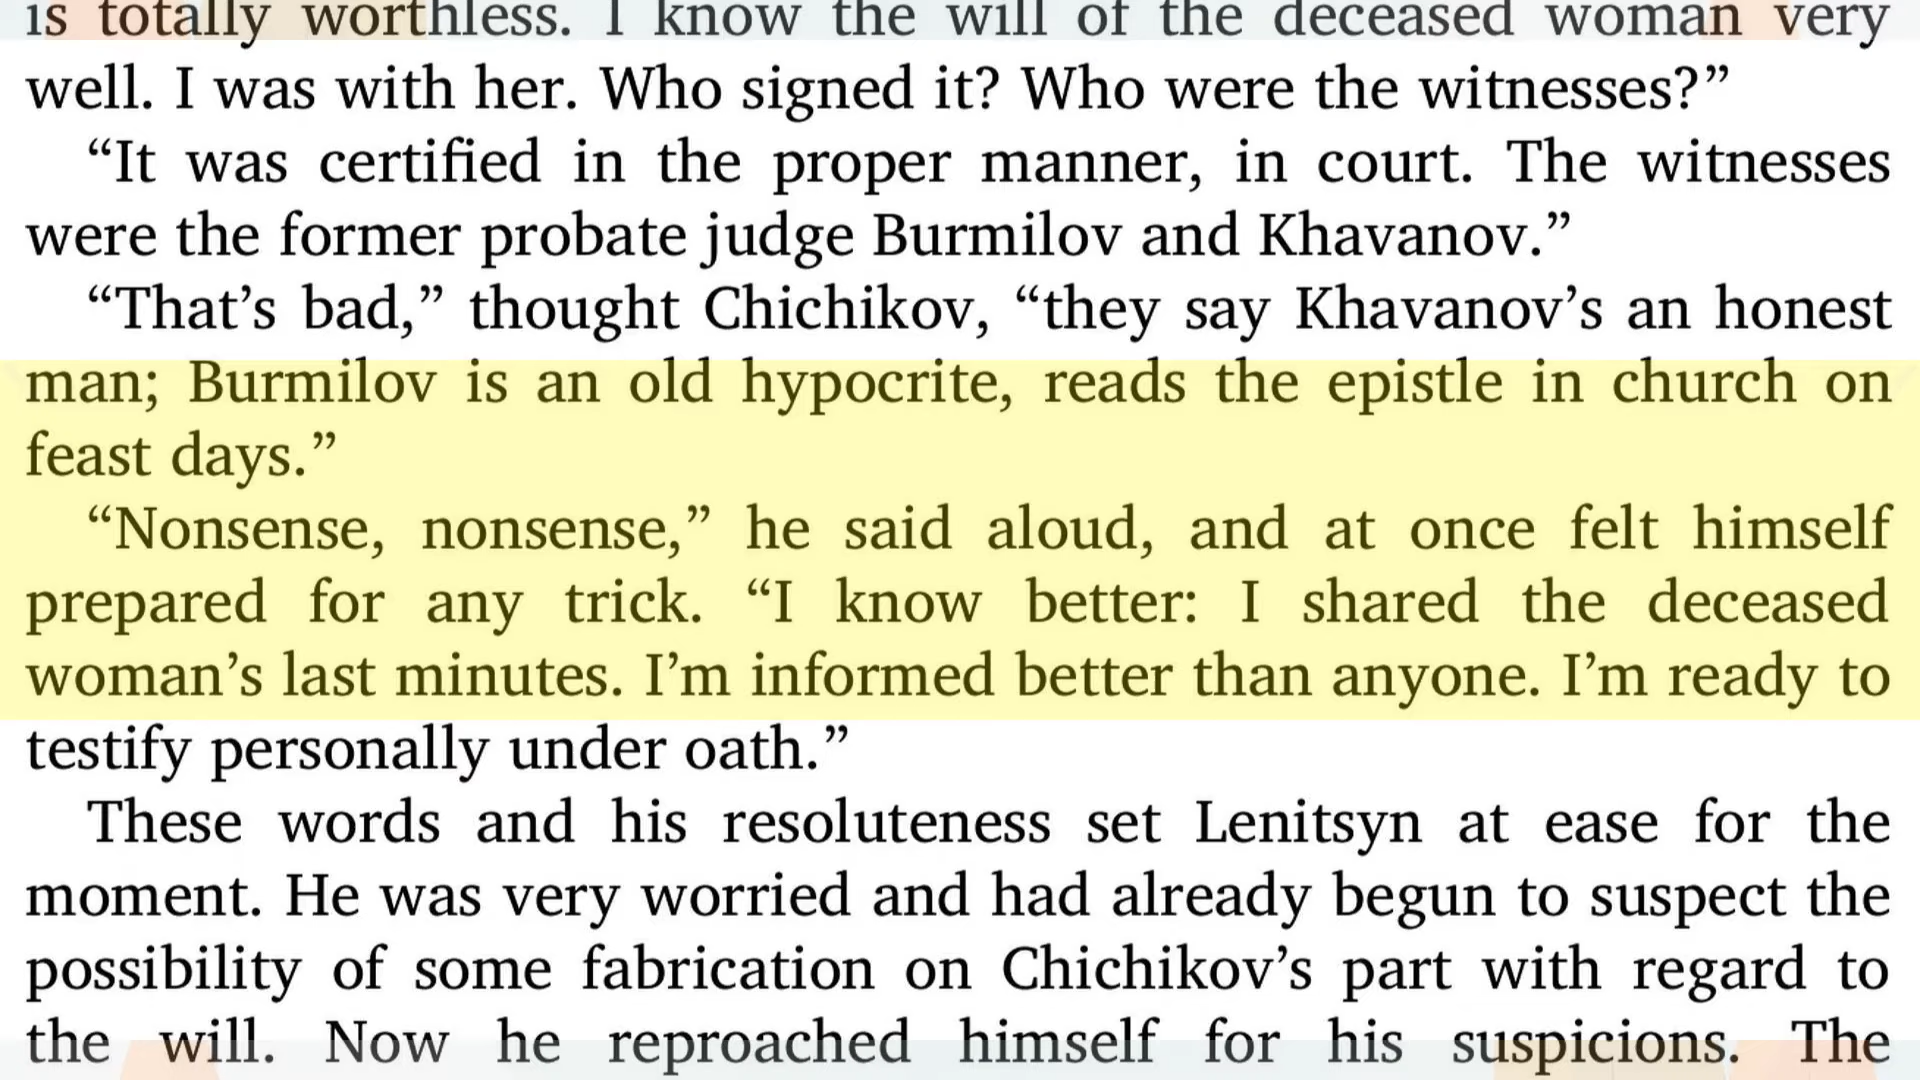 is totally worthless. I know the will of the deceased woman very
well. I was with her. Who signed it? Who were the witnesses?”
“It was certified in the proper manner, in court. The witnesses
were the former probate judge Burmilov and Khavanov.”
“That’s bad,” thought Chichikov, “they say Khavanov’s an honest
man; Burmilov is an old hypocrite, reads the epistle in church on
feast days.”
“Nonsense, nonsense,” he said aloud, and at once felt himself
prepared for any trick. “I know better: I shared the deceased
woman’s last minutes. I’m informed better than anyone. I’m ready to
testify personally under oath.”
These words and his resoluteness set Lenitsyn at ease for the
moment. He was very worried and had already begun to suspect the
possibility of some fabrication on Chichikov’s part with regard to
the will. Now he reproached himself for his suspicions. The